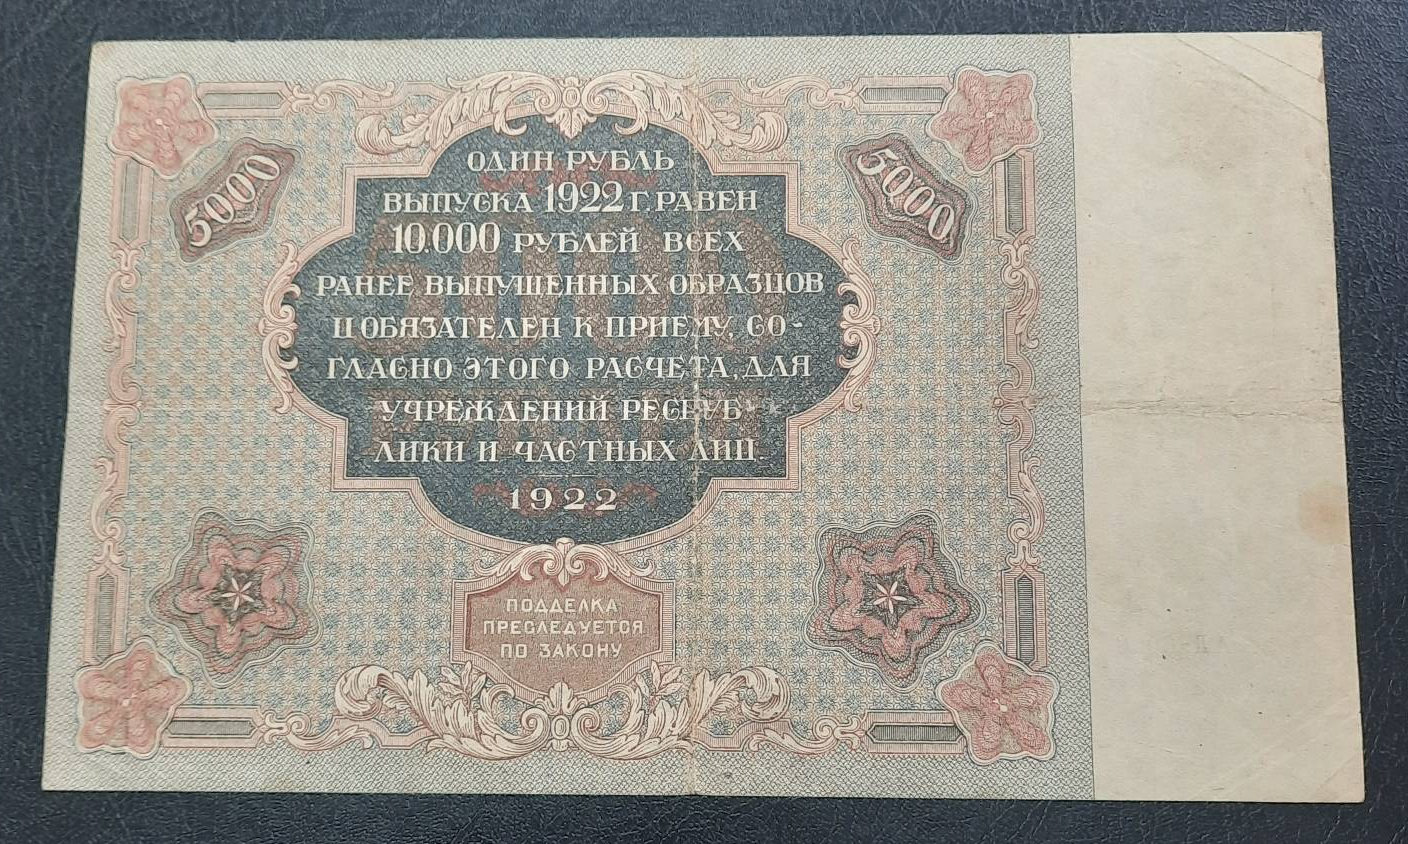 5000
5000
ОДИН РУБЛЬ
ВЫПУСКА 1922 Г. РАВЕН
10.000 РУБЛЕЙ ВСЕХ
РАНЕЕ ВЫПУЩЕННЫХ ОБРАЗЦОВ
И ОБЯЗАТЕЛЕН К ПРИЕМУ, СО-
ГЛАСНО ЭТОГО РАСЧЕТА, ДЛЯ
УЧРЕЖДЕНИЙ РЕСПУБ-
ЛИКИ И ЧАСТНЫХ ЛИЦ.
1922
ПОДДЕЛКА
ПРЕСЛЕДУЕТСЯ
ПО ЗАКОНУ